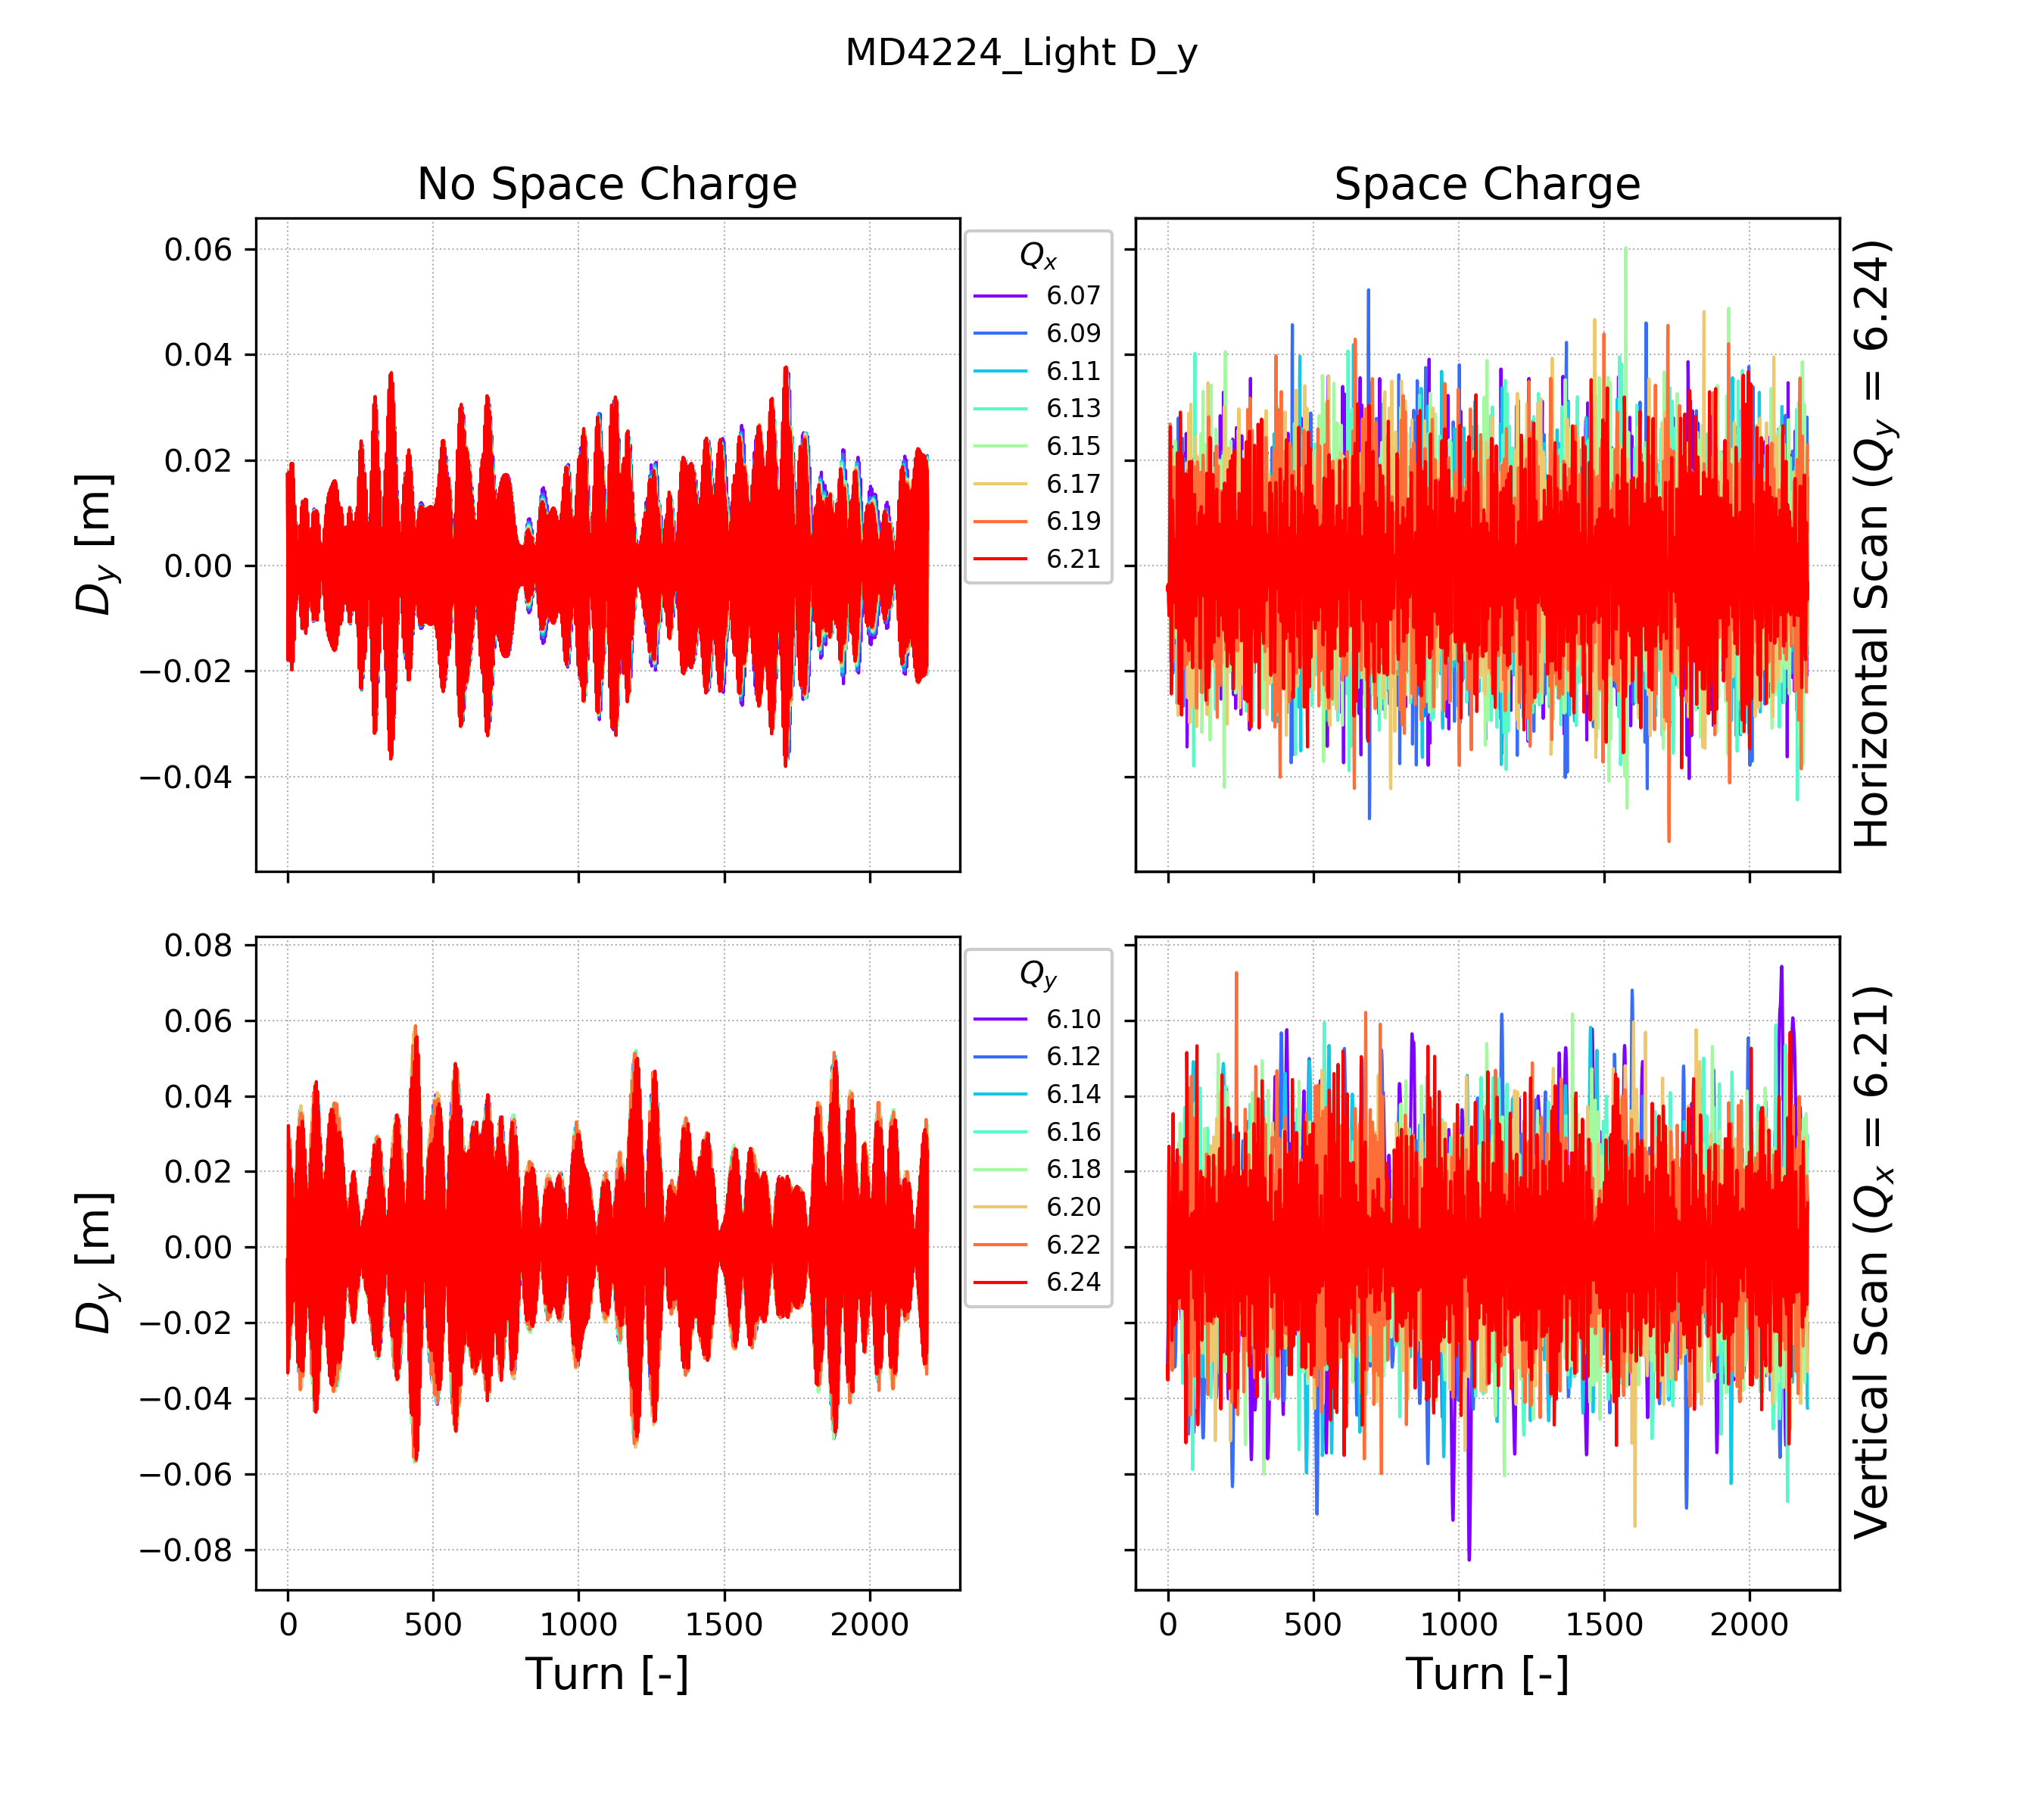 MD4224_Light D_y
No Space Charge
Space Charge
0.06
0.04
0.02
0.00
−0.02
−0.04
D_y [m]
Q_x
6.07
6.09
6.11
6.13
6.15
6.17
6.19
6.21
Horizontal Scan (Q_y = 6.24)
0.08
0.06
0.04
0.02
0.00
−0.02
−0.04
−0.06
−0.08
D_y [m]
Q_y
6.10
6.12
6.14
6.16
6.18
6.20
6.22
6.24
Vertical Scan (Q_x = 6.21)
0 500 1000 1500 2000
0 500 1000 1500 2000
Turn [-]
Turn [-]